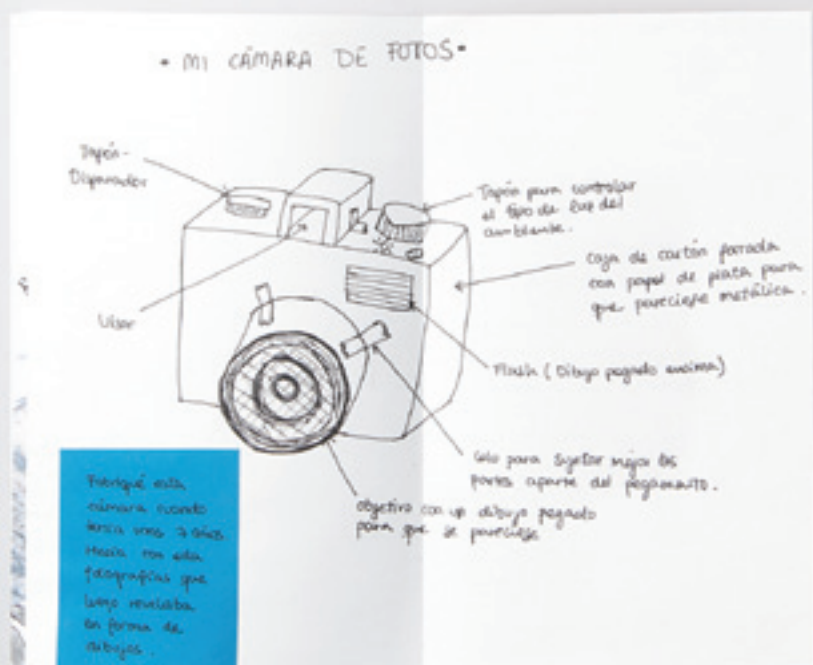 • MI CÁMARA DE FOTOS •
Tapón -
Disparador
Tapón para controlar
el tipo de luz del
ambiente.
Caja de cartón forrada
con papel de plata para
que pareciese metálica.
Visor
Flash ( Dibujo pegado encima)
Celo para sujetar mejor las
partes aparte del pegamento.
objetivo con un dibujo pegado
para que se pareciese
Fabriqué esta
cámara cuando
tenía unos 7 años
Hacía con ella
fotografías que
luego revelaba
en forma de
dibujos.